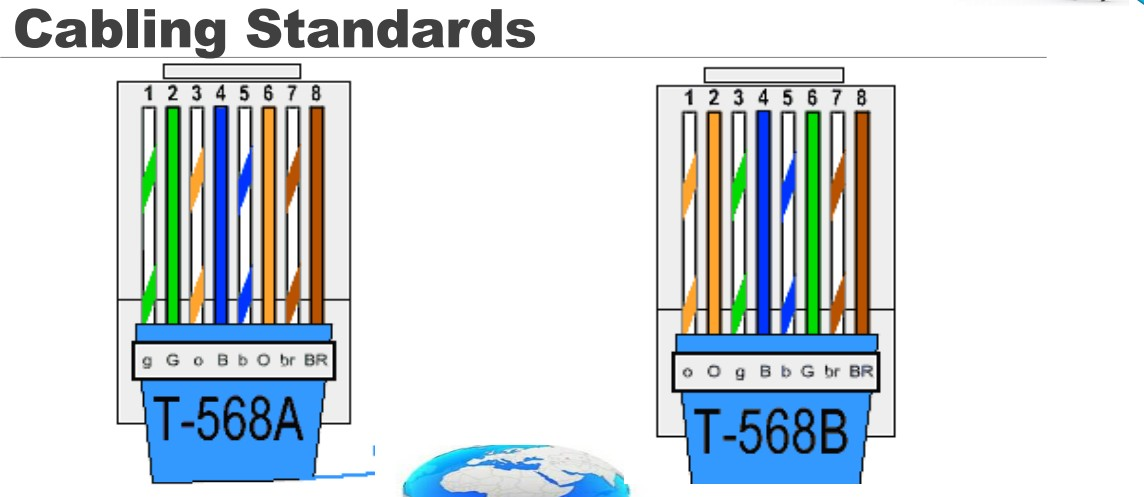 Cabling Standards
1 2 3 4 5 6 7 8
g G o B b O br BR
T-568A
1 2 3 4 5 6 7 8
o O g B b G br BR
T-568B